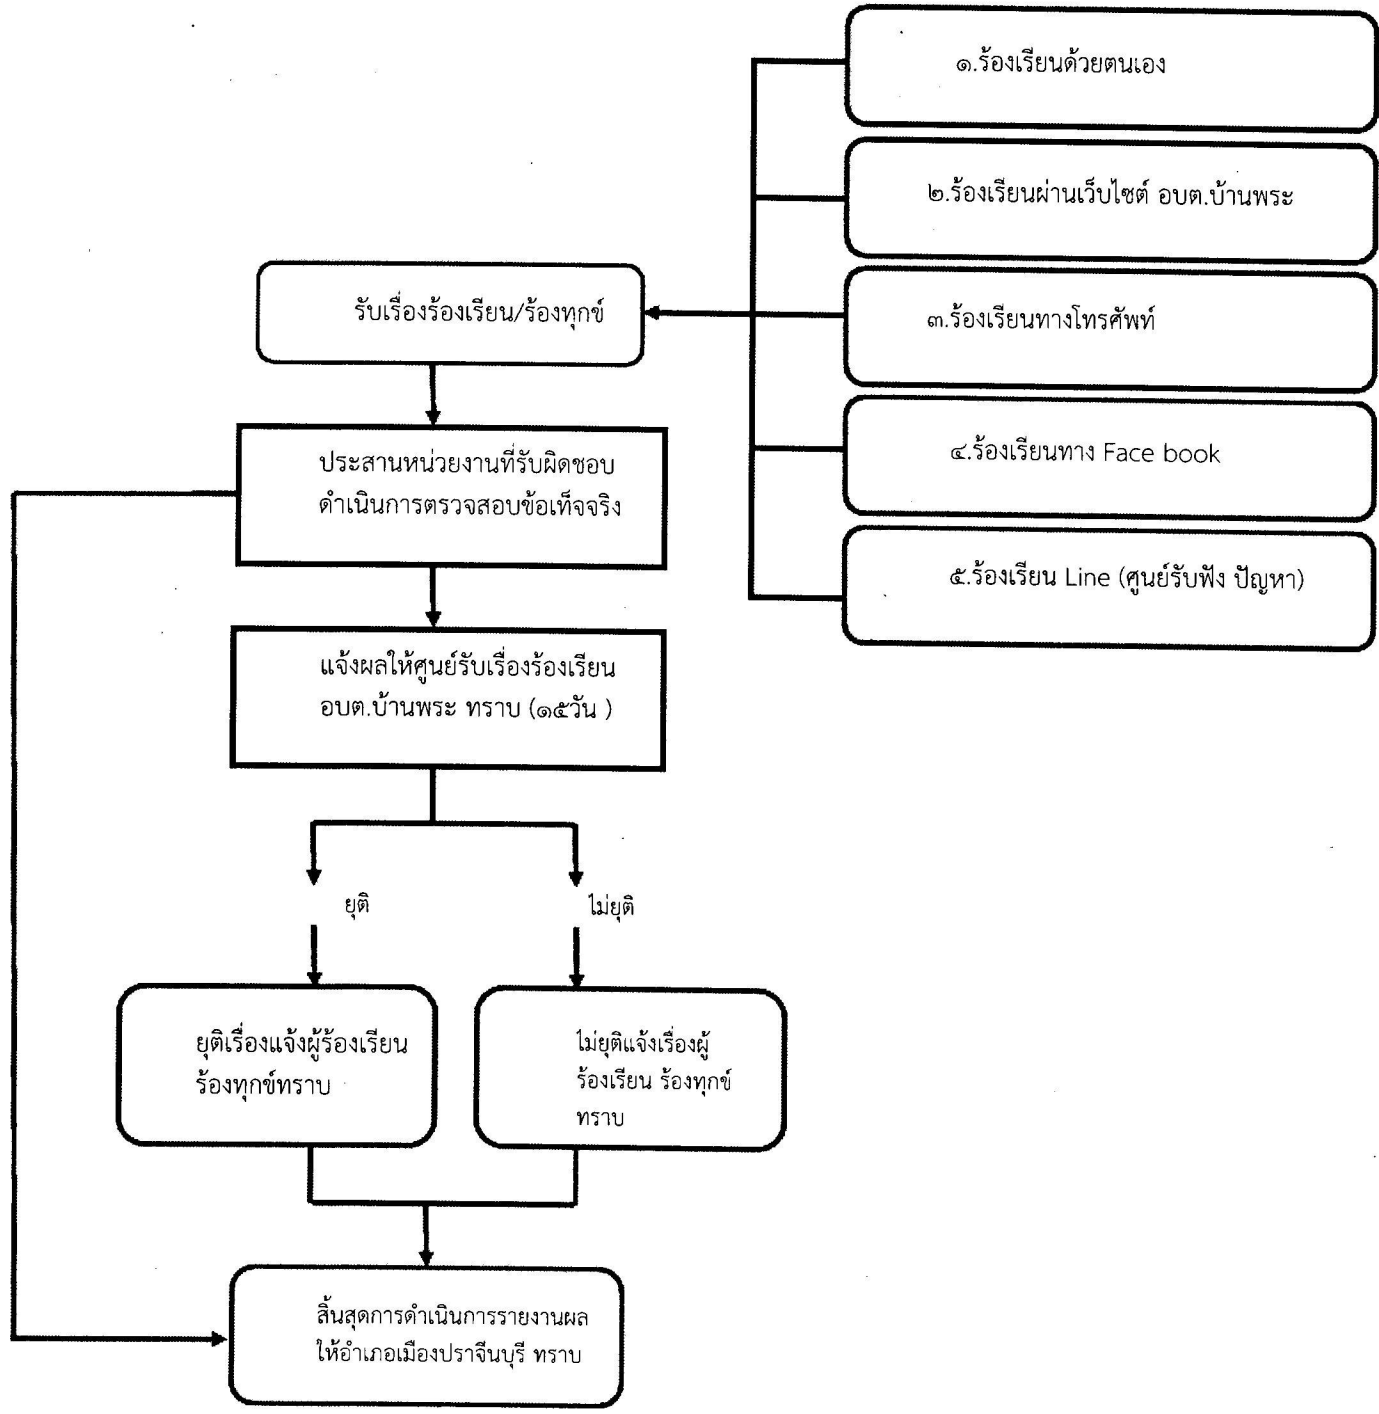 ๑.ร้องเรียนด้วยตนเอง
๒.ร้องเรียนผ่านเว็บไซต์ อบต.บ้านพระ
๓.ร้องเรียนทางโทรศัพท์
๔.ร้องเรียนทาง Face book
๕.ร้องเรียน Line (ศูนย์รับฟัง ปัญหา)
รับเรื่องร้องเรียน/ร้องทุกข์
ประสานหน่วยงานที่รับผิดชอบ
ดำเนินการตรวจสอบข้อเท็จจริง
แจ้งผลให้ศูนย์รับเรื่องร้องเรียน
อบต.บ้านพระ ทราบ (๑๕วัน )
ยุติ
ไม่ยุติ
ยุติเรื่องแจ้งผู้ร้องเรียน
ร้องทุกข์ทราบ
ไม่ยุติแจ้งเรื่องผู้
ร้องเรียน ร้องทุกข์
ทราบ
สิ้นสุดการดำเนินการรายงานผล
ให้อำเภอเมืองปราจีนบุรี ทราบ